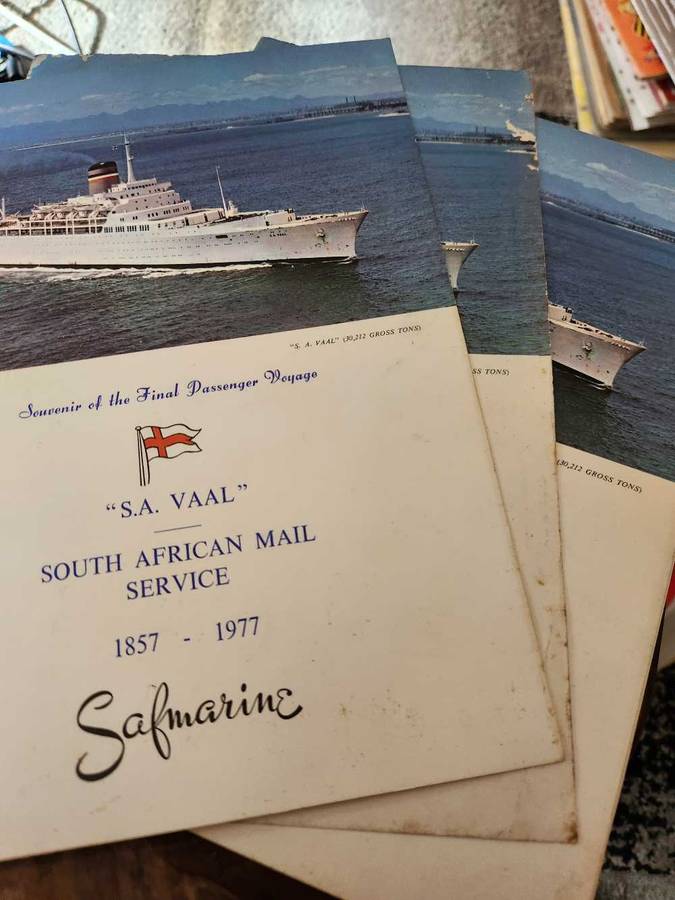 "S. A. VAAL" (30,212 GROSS TONS)
Souvenir of the Final Passenger Voyage
"S.A. VAAL"
SOUTH AFRICAN MAIL
SERVICE
1857 - 1977
Safmarine
SS TONS)
(30,212 GROSS TONS)